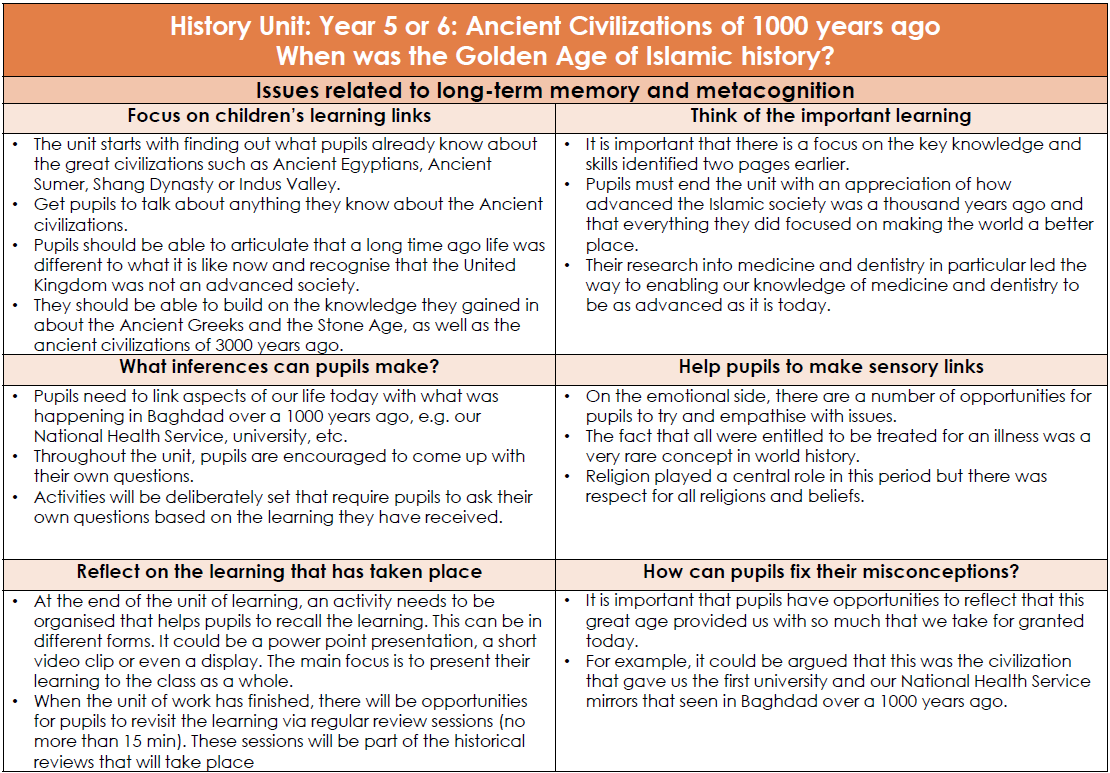 History Unit: Year 5 or 6: Ancient Civilizations of 1000 years ago
When was the Golden Age of Islamic history?
Issues related to long-term memory and metacognition
Focus on children's learning links
• The unit starts with finding out what pupils already know about
the great civilizations such as Ancient Egyptians, Ancient
Sumer, Shang Dynasty or Indus Valley.
• Get pupils to talk about anything they know about the Ancient
civilizations.
• Pupils should be able to articulate that a long time ago life was
different to what it is like now and recognise that the United
Kingdom was not an advanced society.
• They should be able to build on the knowledge they gained in
about the Ancient Greeks and the Stone Age, as well as the
ancient civilizations of 3000 years ago.
Think of the important learning
• It is important that there is a focus on the key knowledge and
skills identified two pages earlier.
• Pupils must end the unit with an appreciation of how
advanced the Islamic society was a thousand years ago and
that everything they did focused on making the world a better
place.
• Their research into medicine and dentistry in particular led the
way to enabling our knowledge of medicine and dentistry to
be as advanced as it is today.
What inferences can pupils make?
• Pupils need to link aspects of our life today with what was
happening in Baghdad over a 1000 years ago, e.g. our
National Health Service, university, etc.
• Throughout the unit, pupils are encouraged to come up with
their own questions.
• Activities will be deliberately set that require pupils to ask their
own questions based on the learning they have received.
Help pupils to make sensory links
• On the emotional side, there are a number of opportunities for
pupils to try and empathise with issues.
• The fact that all were entitled to be treated for an illness was a
very rare concept in world history.
• Religion played a central role in this period but there was
respect for all religions and beliefs.
Reflect on the learning that has taken place
• At the end of the unit of learning, an activity needs to be
organised that helps pupils to recall the learning. This can be in
different forms. It could be a power point presentation, a short
video clip or even a display. The main focus is to present their
learning to the class as a whole.
• When the unit of work has finished, there will be opportunities
for pupils to revisit the learning via regular review sessions (no
more than 15 min). These sessions will be part of the historical
reviews that will take place
How can pupils fix their misconceptions?
• It is important that pupils have opportunities to reflect that this
great age provided us with so much that we take for granted
today.
• For example, it could be argued that this was the civilization
that gave us the first university and our National Health Service
mirrors that seen in Baghdad over a 1000 years ago.